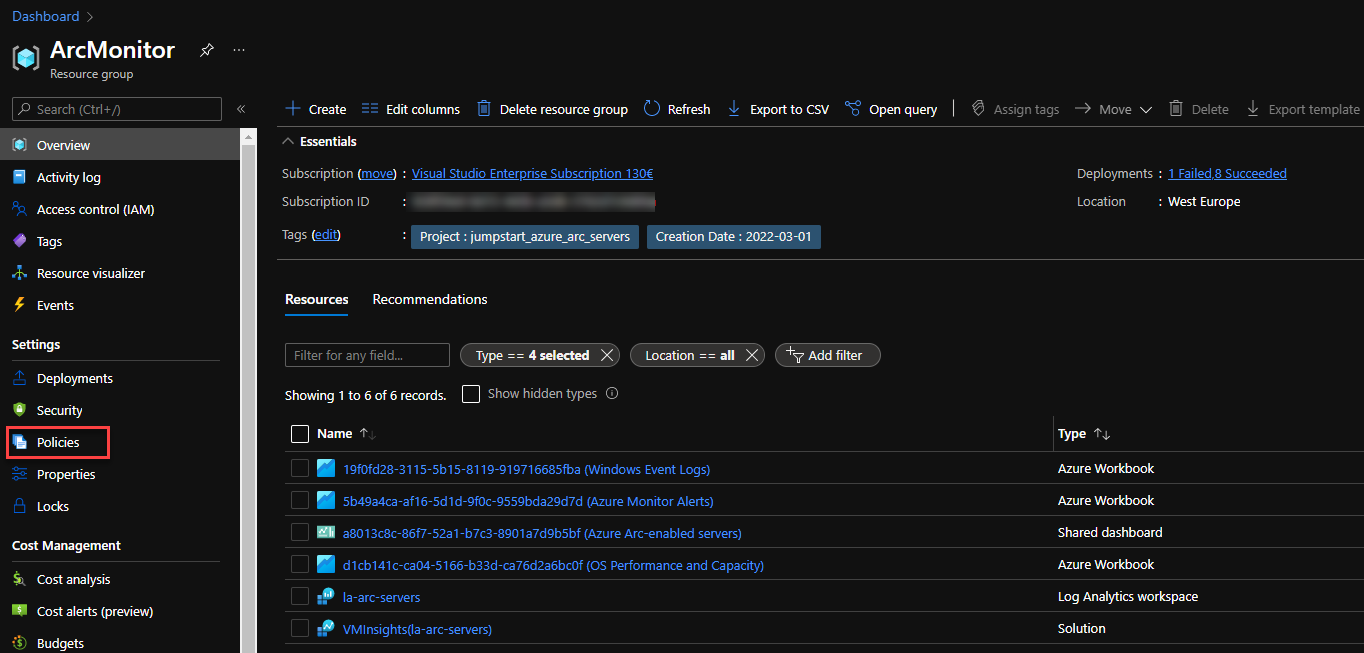 Dashboard >
ArcMonitor ...
Resource group
Search (Ctrl+/) «
Overview
Activity log
Access control (IAM)
Tags
Resource visualizer
Events
Settings
Deployments
Security
Policies
Properties
Locks
Cost Management
Cost analysis
Cost alerts (preview)
Budgets
Create Edit columns Delete resource group Refresh Export to CSV Open query Assign tags Move Delete Export template
Essentials
Subscription (move) : Visual Studio Enterprise Subscription 130€ Deployments : 1 Failed,8 Succeeded
Subscription ID : Location : West Europe
Tags (edit) : Project : jumpstart_azure_arc_servers Creation Date : 2022-03-01
Resources Recommendations
Filter for any field... Type == 4 selected Location == all Add filter
Showing 1 to 6 of 6 records. Show hidden types
Name Type
19f0fd28-3115-5b15-8119-919716685fba (Windows Event Logs) Azure Workbook
5b49a4ca-af16-5d1d-9f0c-9559bda29d7d (Azure Monitor Alerts) Azure Workbook
a8013c8c-86f7-52a1-b7c3-8901a7d9b5bf (Azure Arc-enabled servers) Shared dashboard
d1cb141c-ca04-5166-b33d-ca76d2a6bc0f (OS Performance and Capacity) Azure Workbook
la-arc-servers Log Analytics workspace
VMInsights(la-arc-servers) Solution